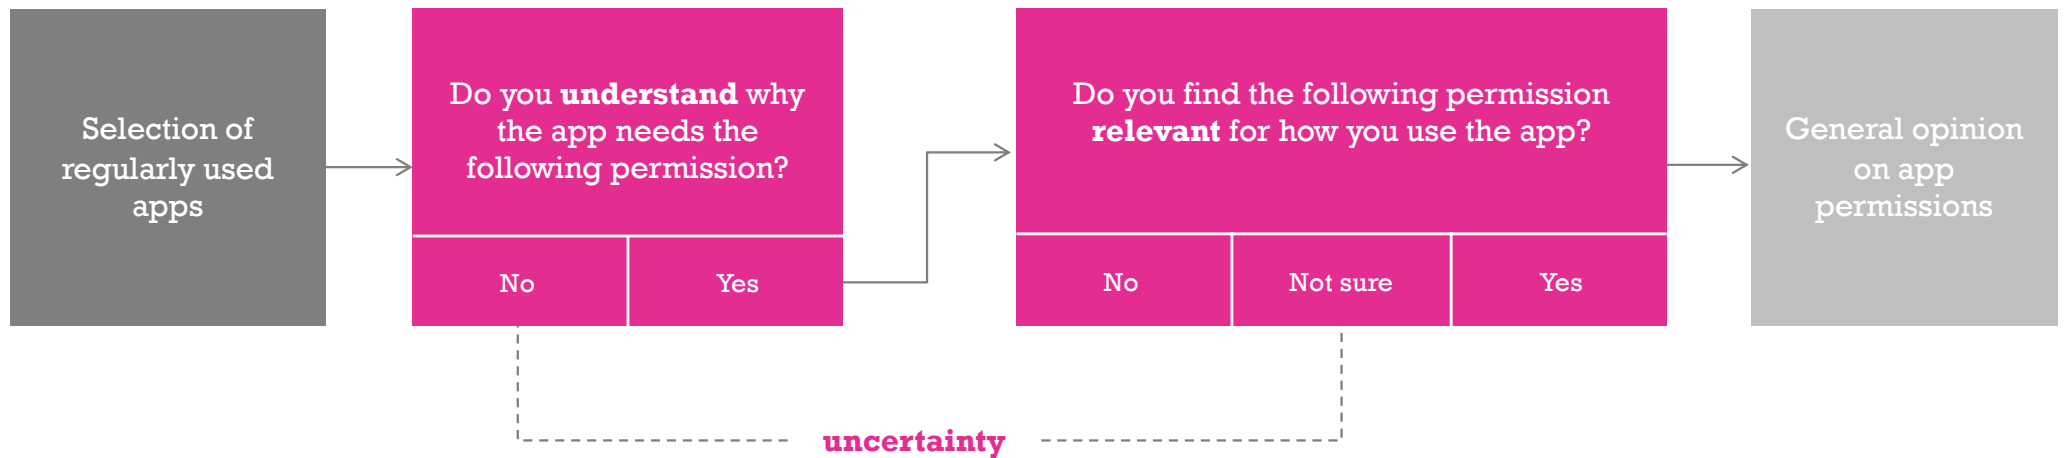 Selection of
regularly used
apps
Do you understand why
the app needs the
following permission?
No
Yes
Do you find the following permission
relevant for how you use the app?
No
Not sure
Yes
General opinion
on app
permissions
uncertainty